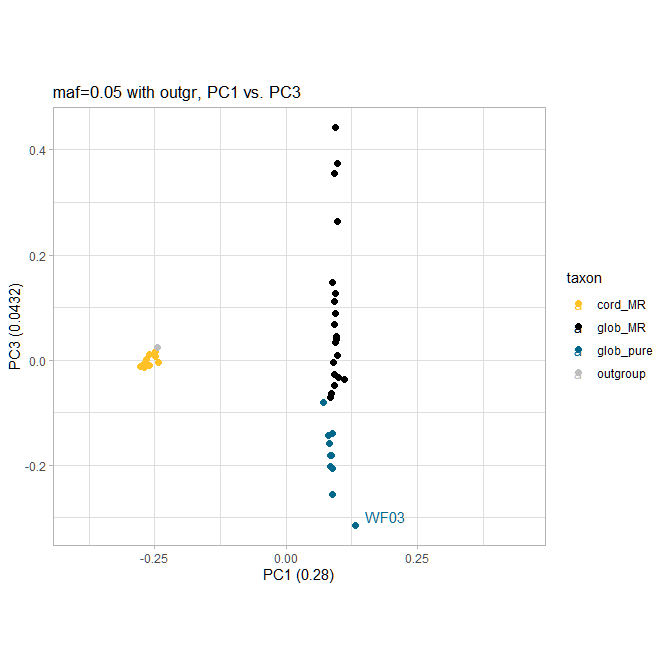 maf=0.05 with outgr, PC1 vs. PC3
0.4
0.2
0.0
-0.2
PC3 (0.0432)
WF03
-0.25
0.00
0.25
PC1 (0.28)
taxon
a cord_MR
a glob_MR
a glob_pure
a outgroup